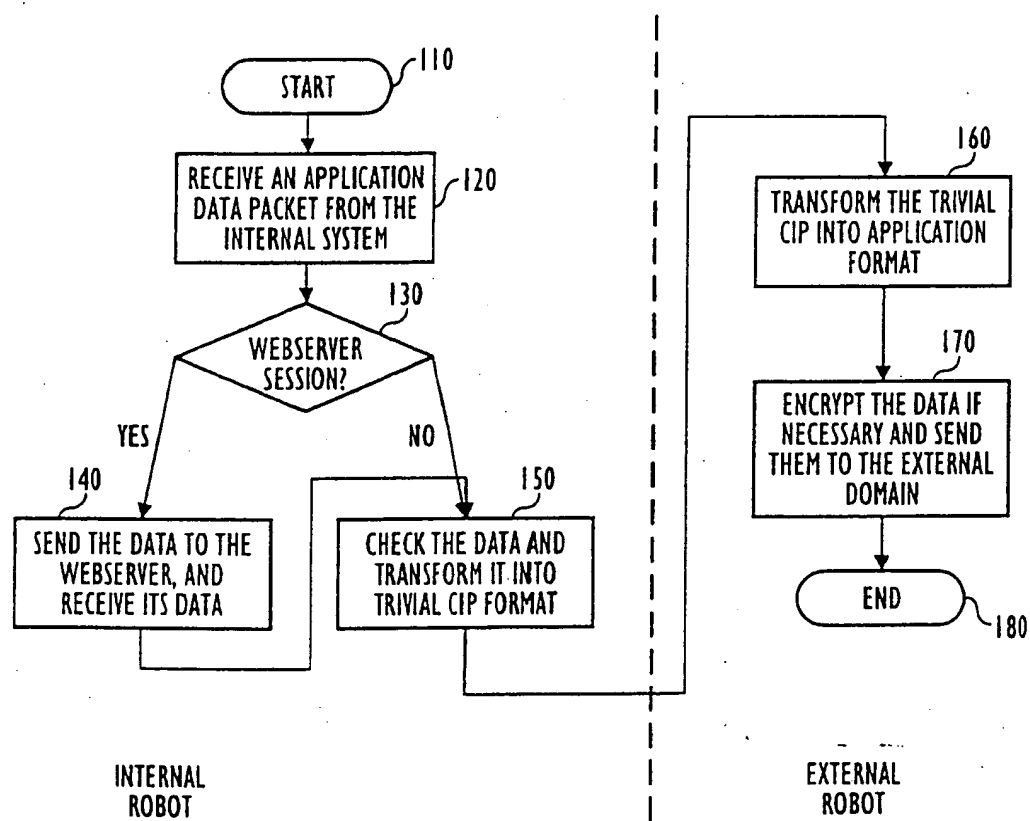 START
110
RECEIVE AN APPLICATION
DATA PACKET FROM THE
INTERNAL SYSTEM
120
130
WEBSERVER
SESSION?
YES
NO
140
SEND THE DATA TO THE
WEBSERVER, AND
RECEIVE ITS DATA
150
CHECK THE DATA AND
TRANSFORM IT INTO
TRIVIAL CIP FORMAT
160
TRANSFORM THE TRIVIAL
CIP INTO APPLICATION
FORMAT
170
ENCRYPT THE DATA IF
NECESSARY AND SEND
THEM TO THE EXTERNAL
DOMAIN
END
180
INTERNAL
ROBOT
EXTERNAL
ROBOT